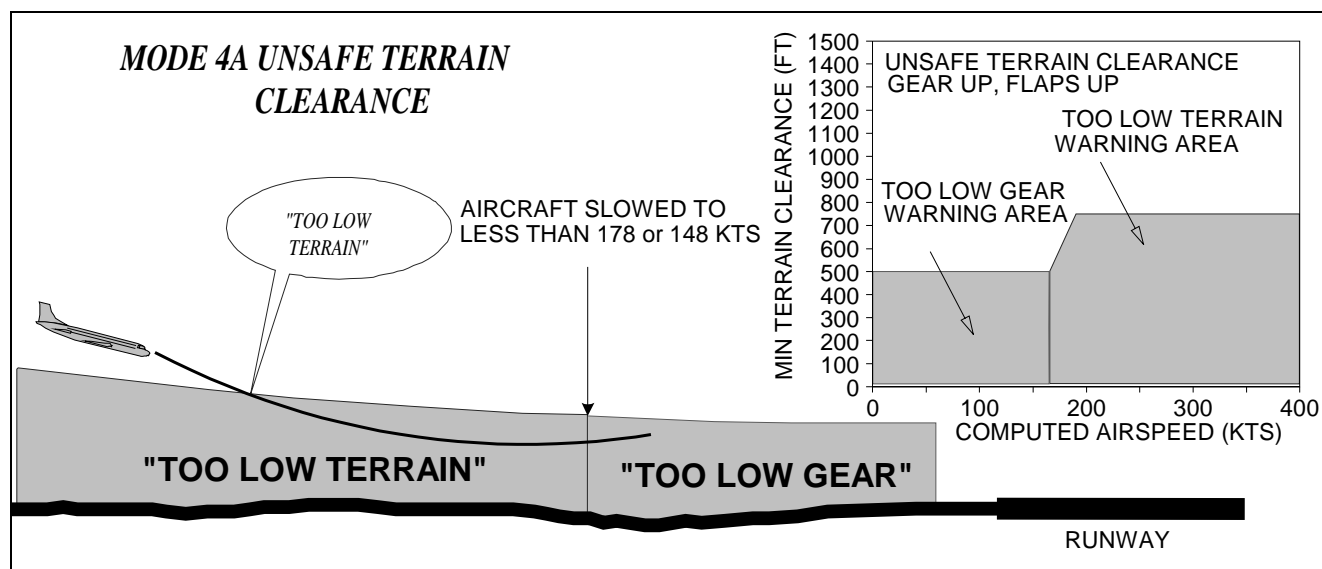 MODE 4A UNSAFE TERRAIN
CLEARANCE
"TOO LOW
TERRAIN"
AIRCRAFT SLOWED TO
LESS THAN 178 or 148 KTS
"TOO LOW TERRAIN"
"TOO LOW GEAR"
RUNWAY
MIN TERRAIN CLEARANCE (FT)
1500
1400
1300
1200
1100
1000
900
800
700
600
500
400
300
200
100
0
UNSAFE TERRAIN CLEARANCE
GEAR UP, FLAPS UP
TOO LOW TERRAIN
WARNING AREA
TOO LOW GEAR
WARNING AREA
0 100 200 300 400
COMPUTED AIRSPEED (KTS)